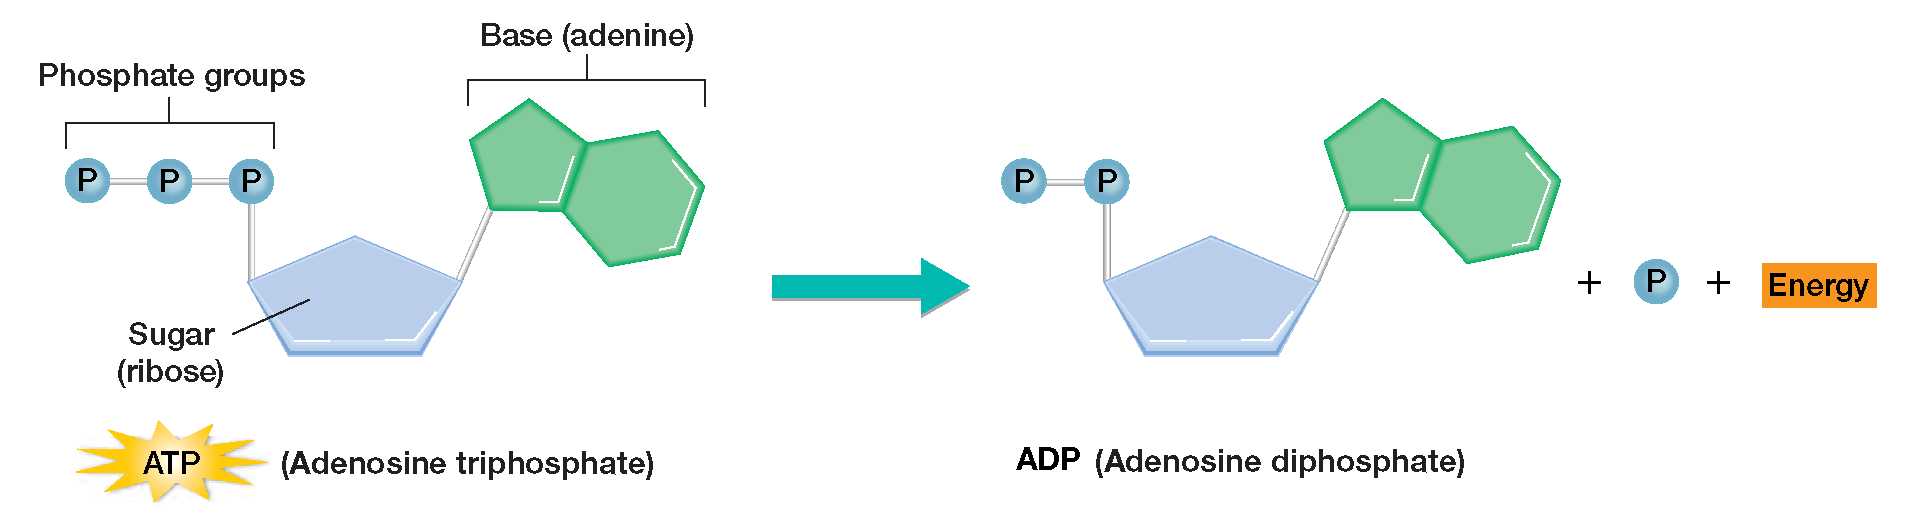 Base (adenine)
Phosphate groups
P P P
Sugar
(ribose)
ATP (Adenosine triphosphate)
P P
+ P + Energy
ADP (Adenosine diphosphate)